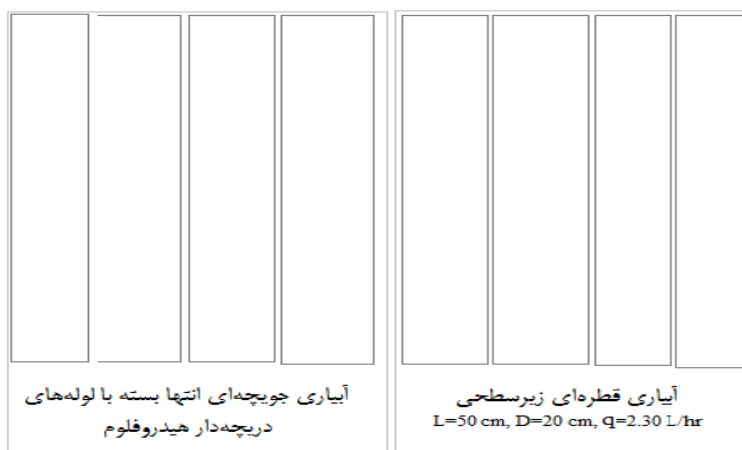 آبیاری قطره‌ای زیرسطحی
L=50 cm, D=20 cm, q=2.30 L/hr
آبیاری جویچه‌ای انتها بسته با لوله‌های
دریچه‌دار هیدروفلوم